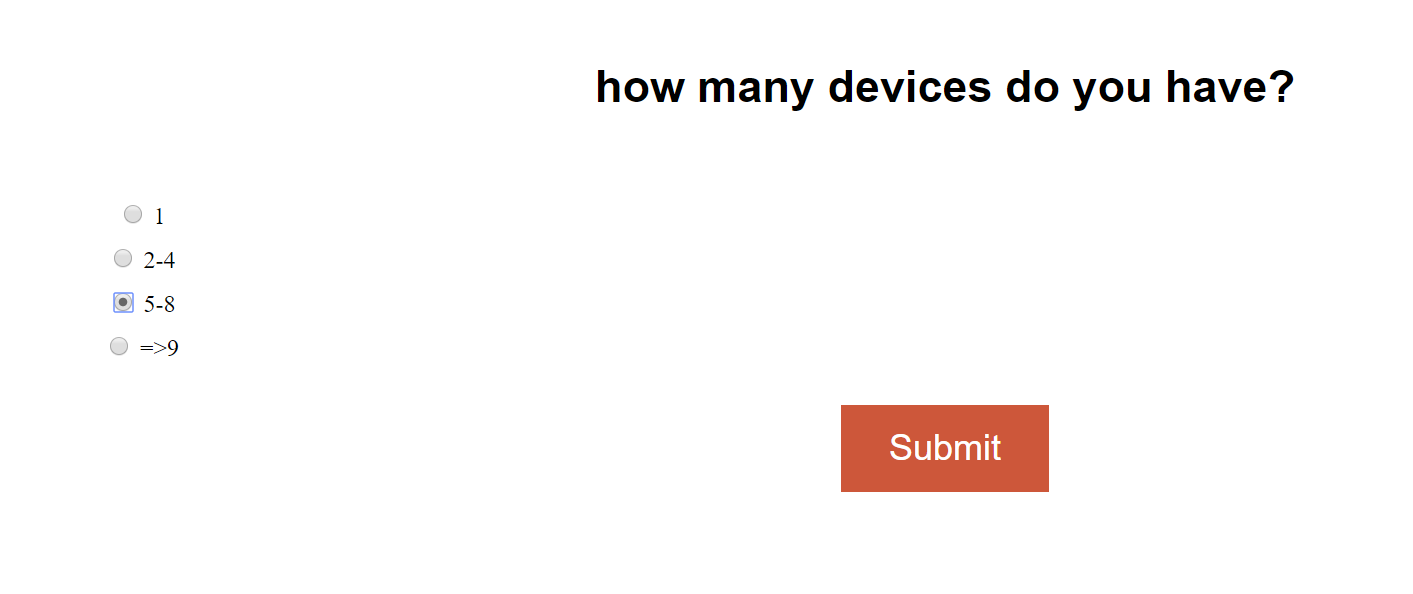 how many devices do you have?
1
2-4
5-8
=>9
Submit